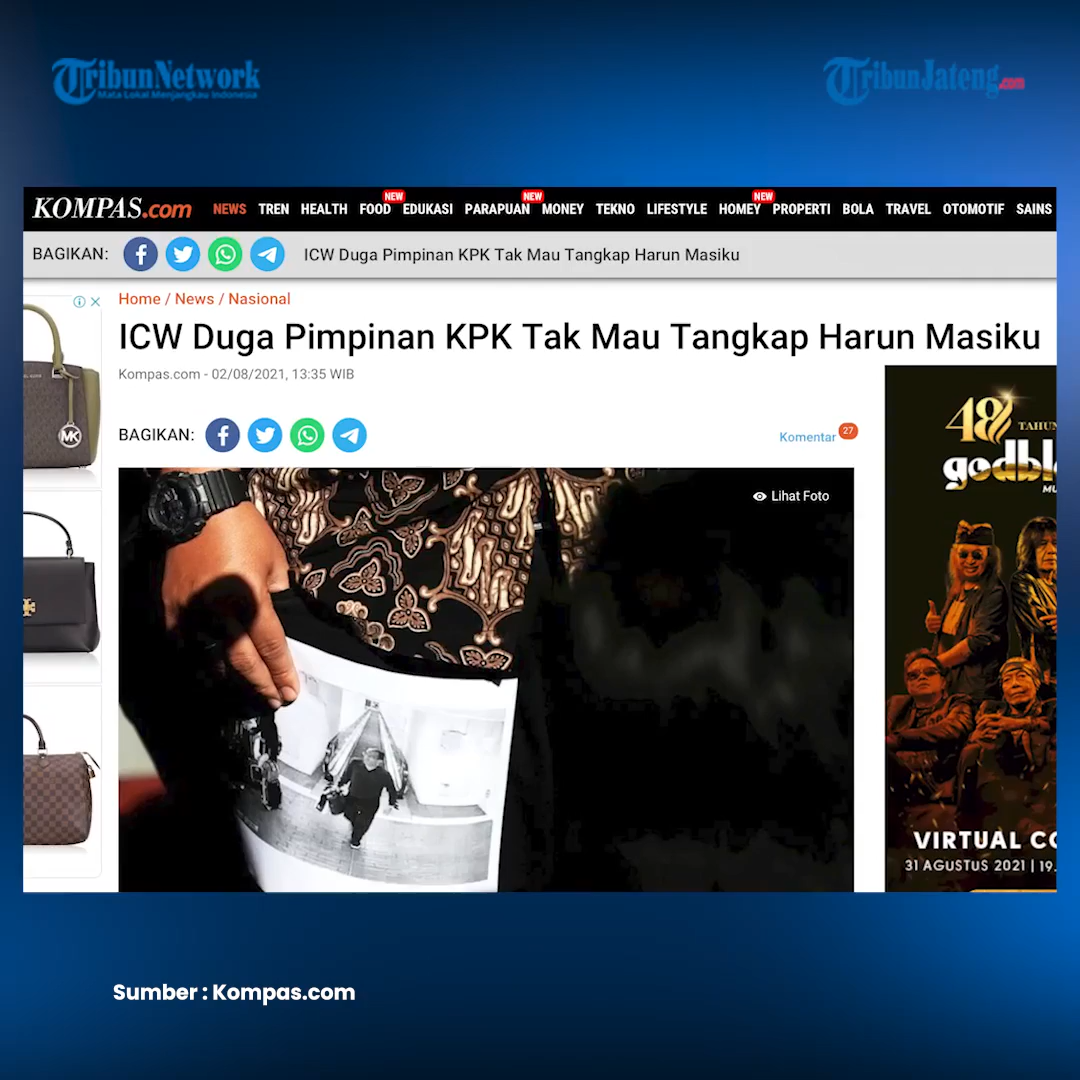 TribunNetwork
Mata Lokal Menjangkau Indonesia
TribunJateng.com
KOMPAS.com NEWS TREN HEALTH FOOD NEW EDUKASI PARAPUAN NEW MONEY TEKNO LIFESTYLE HOMEY NEW PROPERTI BOLA TRAVEL OTOMOTIF SAINS
BAGIKAN: ICW Duga Pimpinan KPK Tak Mau Tangkap Harun Masiku
Home / News / Nasional
ICW Duga Pimpinan KPK Tak Mau Tangkap Harun Masiku
Kompas.com - 02/08/2021, 13:35 WIB
BAGIKAN:
Komentar 27
Lihat Foto
MK
48 TAHUN
godbl
MU
VIRTUAL CO
31 AGUSTUS 2021 | 19.
Sumber : Kompas.com